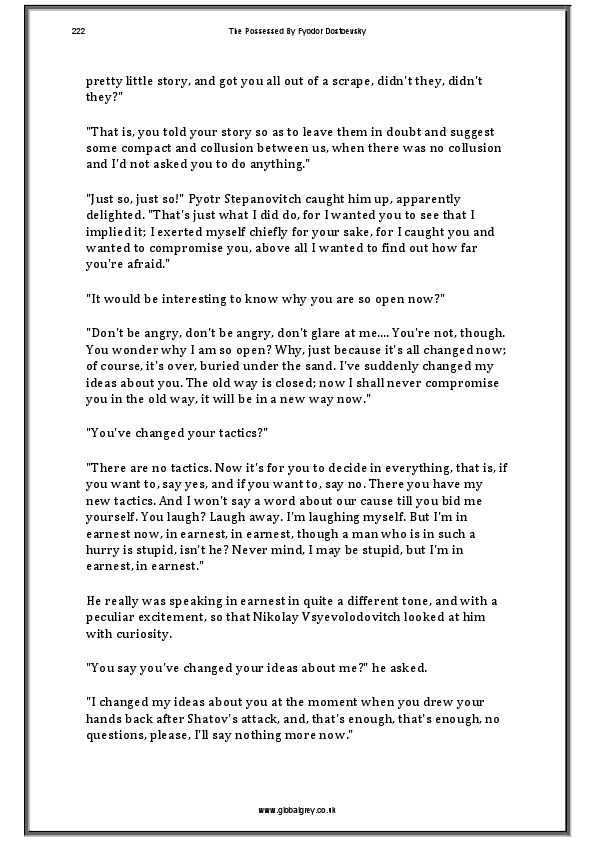 222
The Possessed By Fyodor Dostoevsky
pretty little story, and got you all out of a scrape, didn't they, didn't
they?"
"That is, you told your story so as to leave them in doubt and suggest
some compact and collusion between us, when there was no collusion
and I'd not asked you to do anything."
"Just so, just so!" Pyotr Stepanovitch caught him up, apparently
delighted. "That's just what I did do, for I wanted you to see that I
implied it; I exerted myself chiefly for your sake, for I caught you and
wanted to compromise you, above all I wanted to find out how far
you're afraid."
"It would be interesting to know why you are so open now?"
"Don't be angry, don't be angry, don't glare at me.... You're not, though.
You wonder why I am so open? Why, just because it's all changed now;
of course, it's over, buried under the sand. I've suddenly changed my
ideas about you. The old way is closed; now I shall never compromise
you in the old way, it will be in a new way now."
"You've changed your tactics?"
"There are no tactics. Now it's for you to decide in everything, that is, if
you want to, say yes, and if you want to, say no. There you have my
new tactics. And I won't say a word about our cause till you bid me
yourself. You laugh? Laugh away. I'm laughing myself. But I'm in
earnest now, in earnest, in earnest, though a man who is in such a
hurry is stupid, isn't he? Never mind, I may be stupid, but I'm in
earnest, in earnest."
He really was speaking in earnest in quite a different tone, and with a
peculiar excitement, so that Nikolay Vsyevolodovitch looked at him
with curiosity.
"You say you've changed your ideas about me?" he asked.
"I changed my ideas about you at the moment when you drew your
hands back after Shatov's attack, and, that's enough, that's enough, no
questions, please, I'll say nothing more now."
www.globalgrey.co.uk